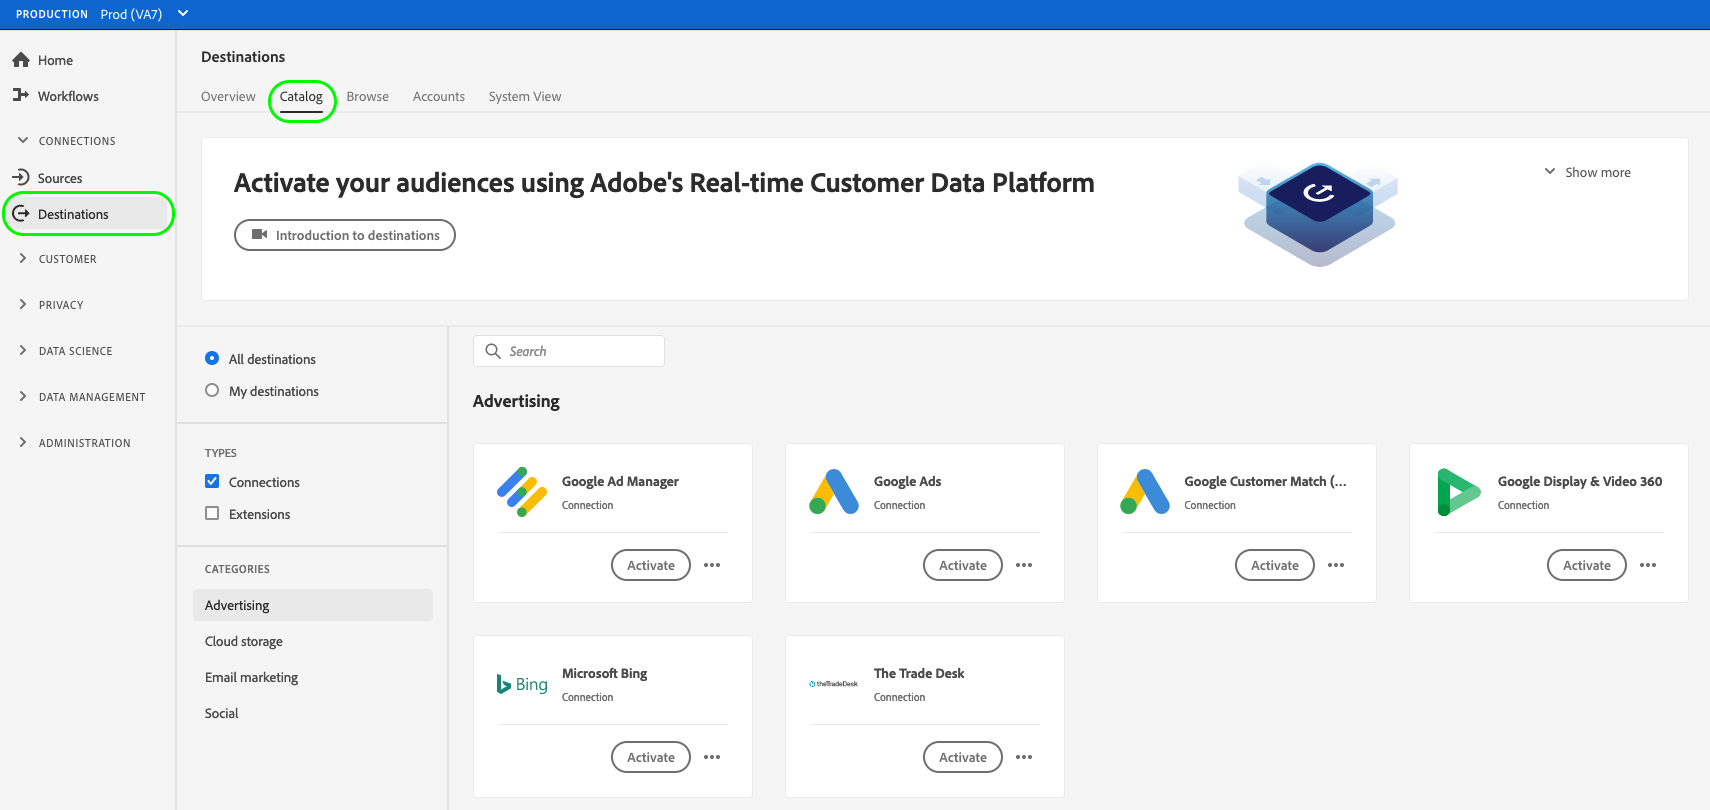 PRODUCTION Prod (VA7)
Home
Workflows
CONNECTIONS
Sources
Destinations
CUSTOMER
PRIVACY
DATA SCIENCE
DATA MANAGEMENT
ADMINISTRATION
Destinations
Overview Catalog Browse Accounts System View
Activate your audiences using Adobe's Real-time Customer Data Platform
Introduction to destinations
Show more
All destinations
My destinations
TYPES
Connections
Extensions
CATEGORIES
Advertising
Cloud storage
Email marketing
Social
Search
Advertising
Google Ad Manager
Connection
Activate
Google Ads
Connection
Activate
Google Customer Match (...
Connection
Activate
Google Display & Video 360
Connection
Activate
Bing
Microsoft Bing
Connection
Activate
theTradeDesk
The Trade Desk
Connection
Activate